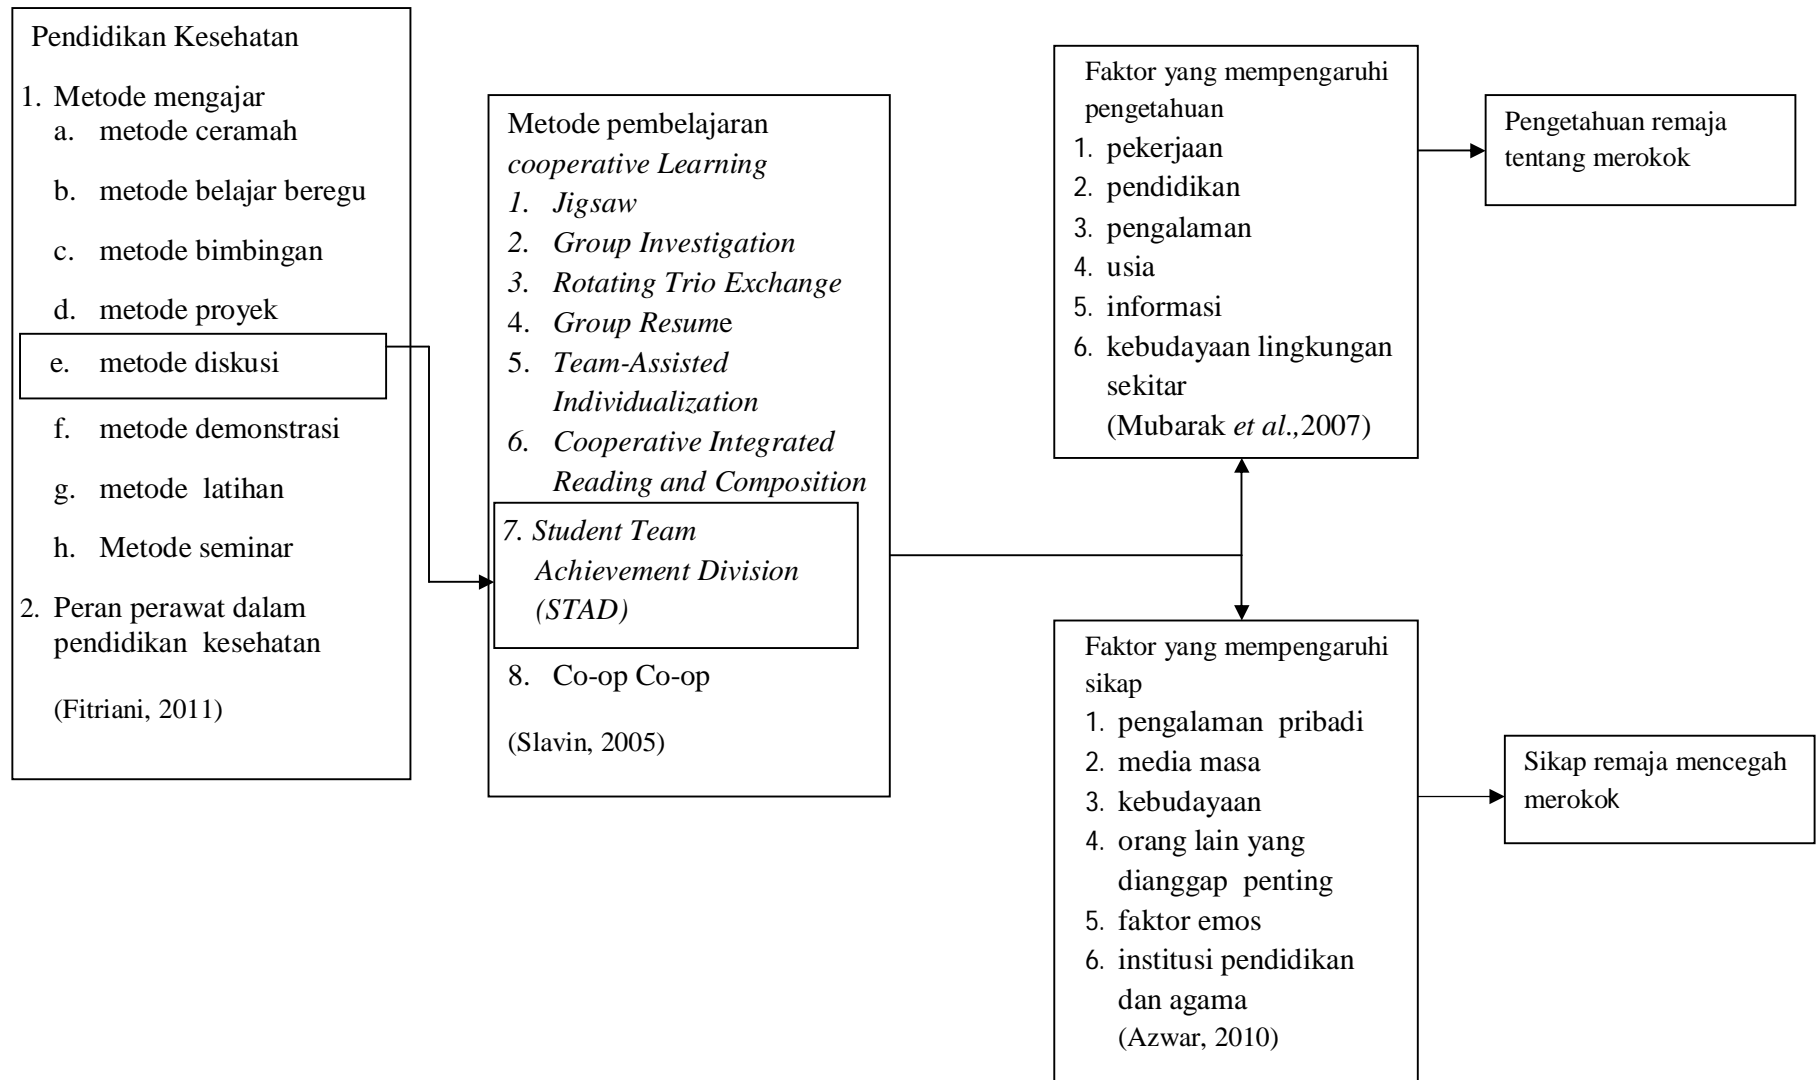 Pendidikan Kesehatan
1. Metode mengajar
a. metode ceramah
b. metode belajar beregu
c. metode bimbingan
d. metode proyek
e. metode diskusi
f. metode demonstrasi
g. metode latihan
h. Metode seminar
2. Peran perawat dalam
pendidikan kesehatan
(Fitriani, 2011)
Metode pembelajaran
cooperative Learning
1. Jigsaw
2. Group Investigation
3. Rotating Trio Exchange
4. Group Resume
5. Team-Assisted
Individualization
6. Cooperative Integrated
Reading and Composition
7. Student Team
Achievement Division
(STAD)
8. Co-op Co-op
(Slavin, 2005)
Faktor yang mempengaruhi
pengetahuan
1. pekerjaan
2. pendidikan
3. pengalaman
4. usia
5. informasi
6. kebudayaan lingkungan
sekitar
(Mubarak et al.,2007)
Pengetahuan remaja
tentang merokok
Faktor yang mempengaruhi
sikap
1. pengalaman pribadi
2. media masa
3. kebudayaan
4. orang lain yang
dianggap penting
5. faktor emos
6. institusi pendidikan
dan agama
(Azwar, 2010)
Sikap remaja mencegah
merokok